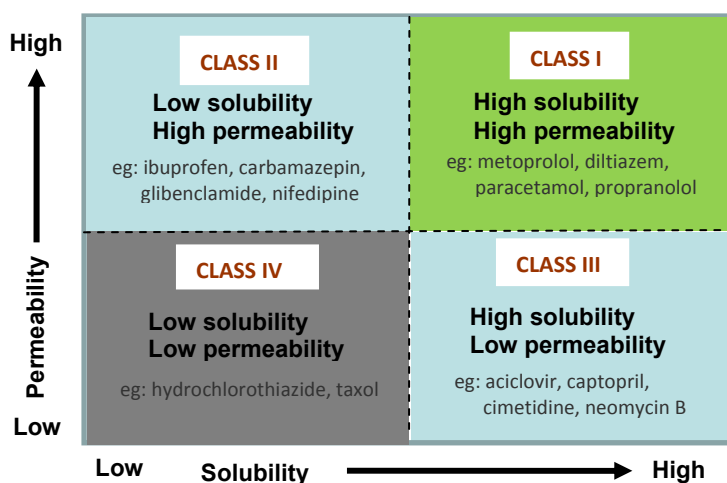 High
CLASS II
Low solubility
High permeability
eg: ibuprofen, carbamazepin,
glibenclamide, nifedipine
CLASS I
High solubility
High permeability
eg: metoprolol, diltiazem,
paracetamol, propranolol
Permeability
CLASS IV
Low solubility
Low permeability
eg: hydrochlorothiazide, taxol
CLASS III
High solubility
Low permeability
eg: aciclovir, captopril,
cimetidine, neomycin B
Low
Low Solubility High